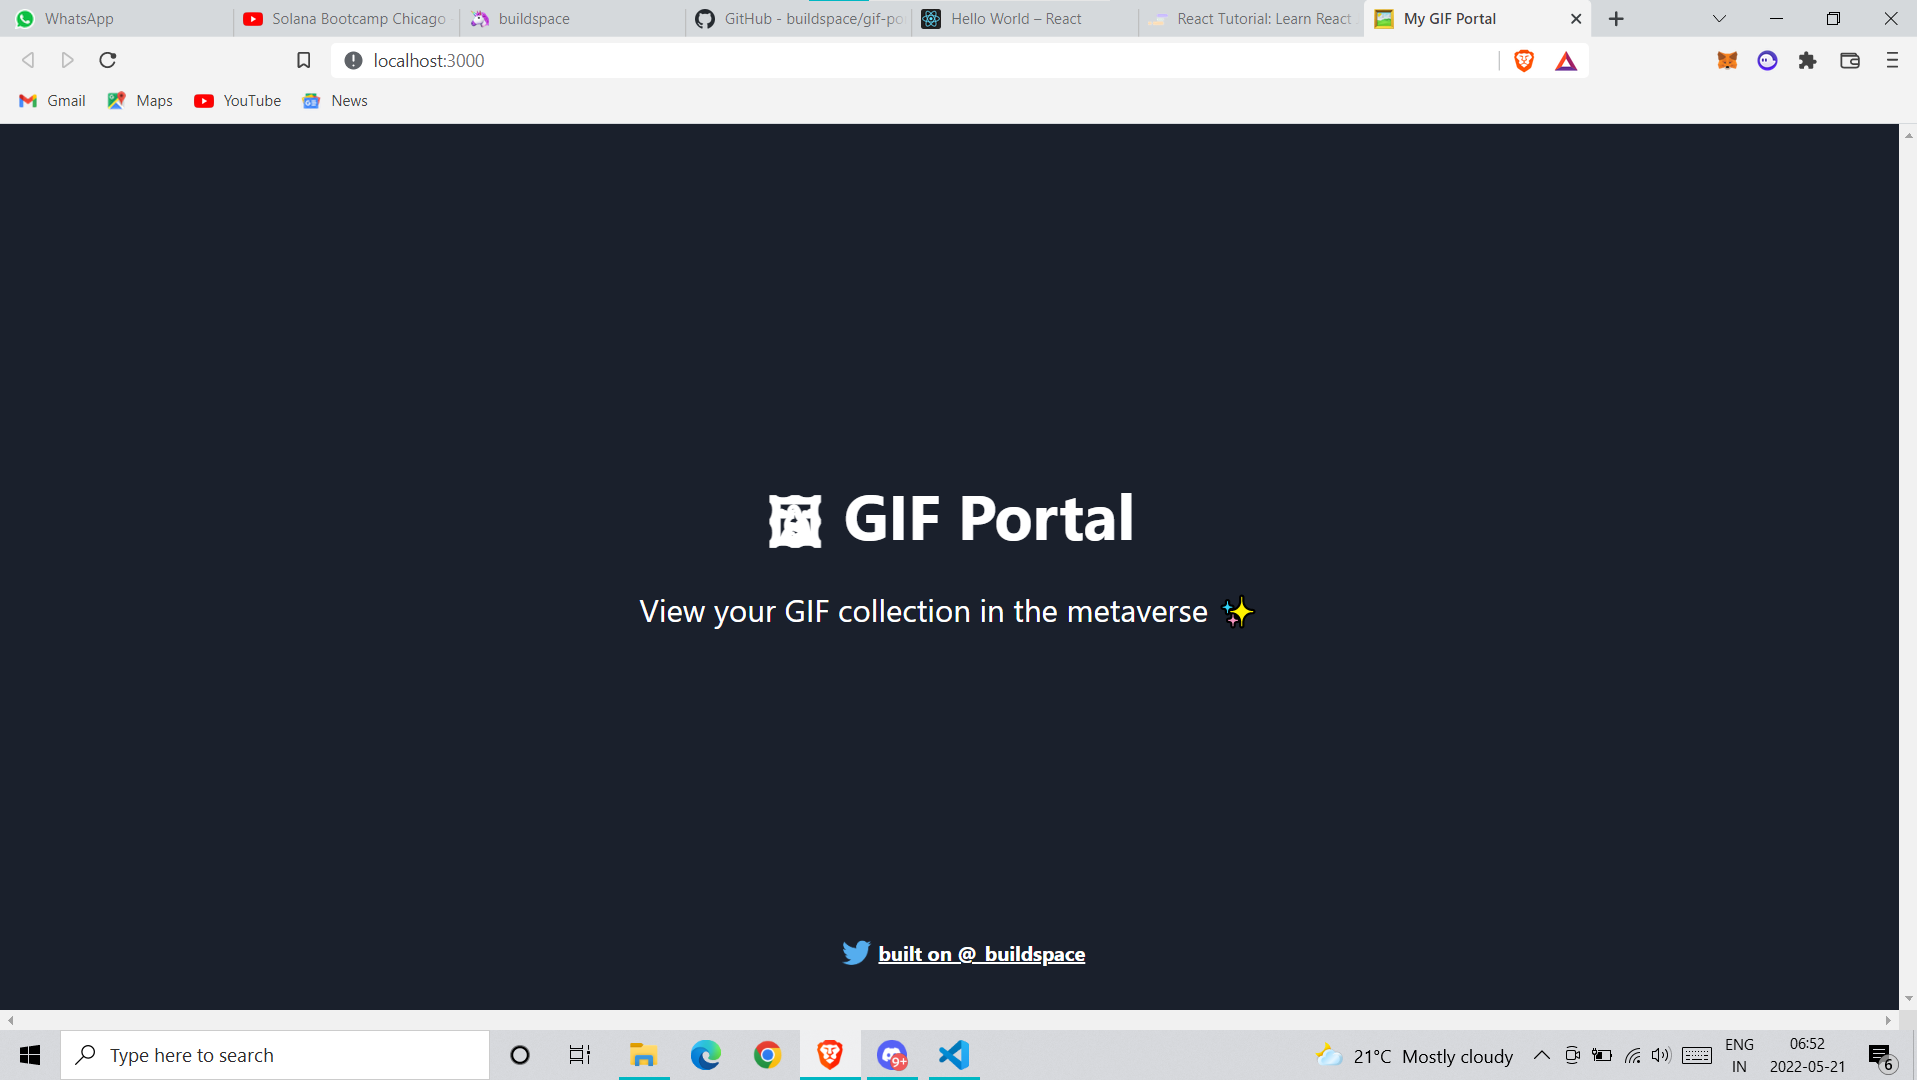 WhatsApp
Solana Bootcamp Chicago
buildspace
GitHub - buildspace/gif-po
Hello World – React
React Tutorial: Learn React
My GIF Portal
localhost:3000
Gmail
Maps
YouTube
News
🖼 GIF Portal
View your GIF collection in the metaverse ✨
built on @_buildspace
Type here to search
9+
21°C Mostly cloudy
ENG
IN
06:52
2022-05-21
6